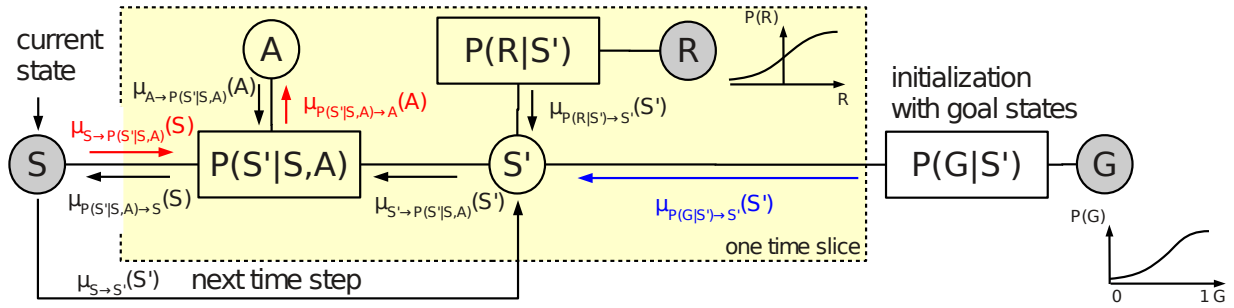 current
state
S
μS→P(S'|S,A)(S)
μP(S'|S,A)→S(S)
A
μA→P(S'|S,A)(A)
μP(S'|S,A)→A(A)
P(S'|S,A)
P(R|S')
R
μP(R|S')→S'(S')
P(R)
R
S'
μS'→P(S'|S,A)(S')
μP(G|S')→S'(S')
one time slice
initialization
with goal states
P(G|S')
G
P(G)
0
1 G
μS→S'(S')
next time step